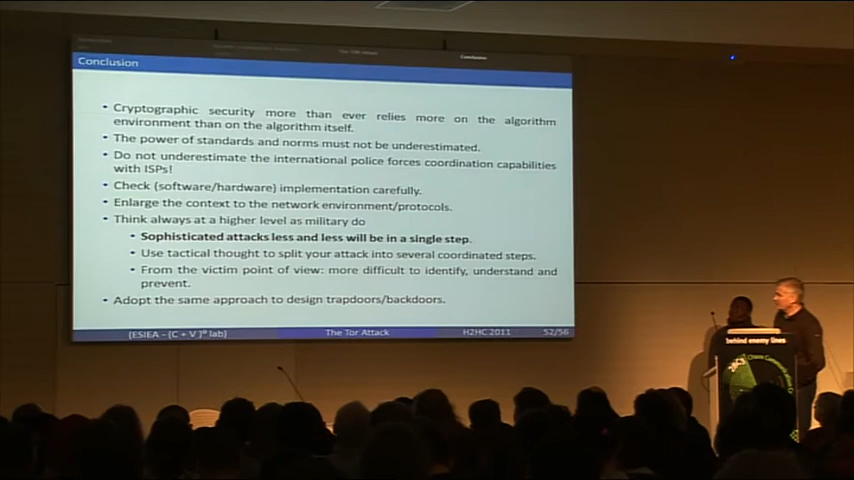 Conclusion
Conclusion
• Cryptographic security more than ever relies more on the algorithm
environment than on the algorithm itself.
• The power of standards and norms must not be underestimated.
• Do not underestimate the international police forces coordination capabilities
with ISPs!
• Check (software/hardware) implementation carefully.
• Enlarge the context to the network environment/protocols.
• Think always at a higher level as military do
• Sophisticated attacks less and less will be in a single step.
• Use tactical thought to split your attack into several coordinated steps.
• From the victim point of view: more difficult to identify, understand and
prevent.
• Adopt the same approach to design trapdoors/backdoors.
(ESIEA - (C + V)^O lab)
The Tor Attack
H2HC 2011
52/56
behind enemy lines